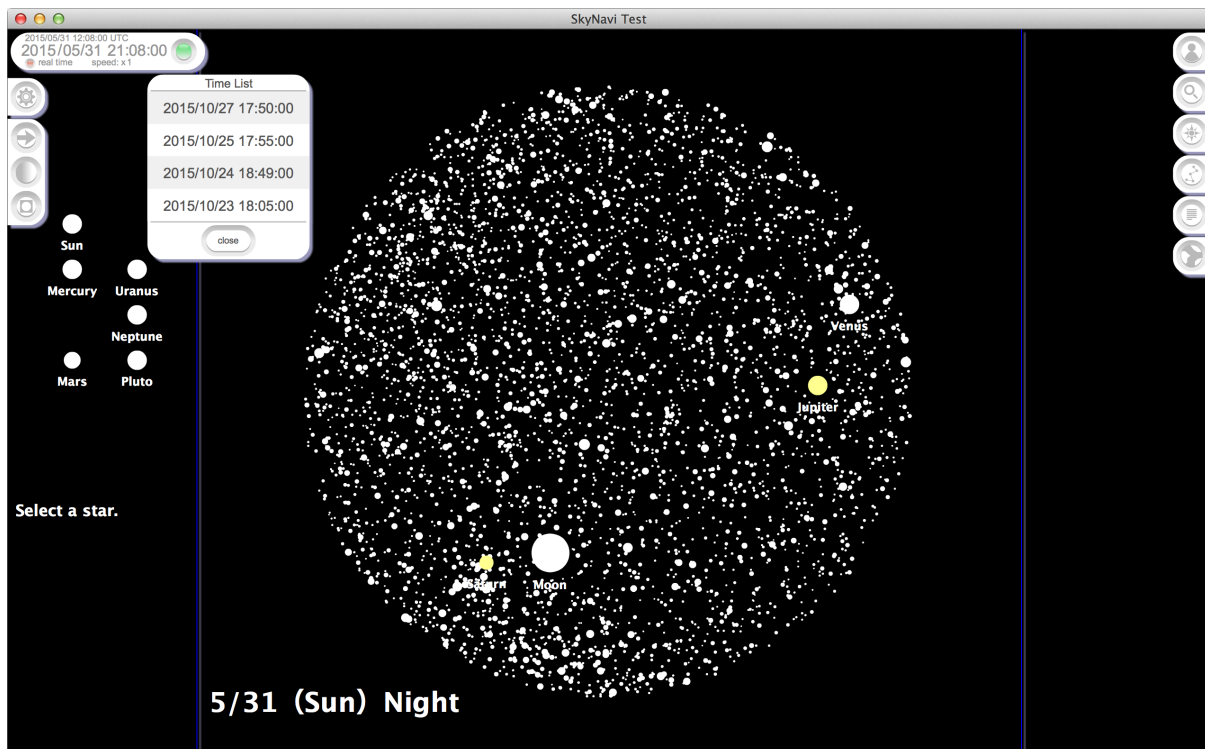 SkyNavi Test
2015/05/31 12:08:00 UTC
2015/05/31 21:08:00
real time speed: x1
Time List
2015/10/27 17:50:00
2015/10/25 17:55:00
2015/10/24 18:49:00
2015/10/23 18:05:00
close
Sun
Mercury Uranus
Neptune
Mars Pluto
Venus
Jupiter
Select a star.
Saturn
Moon
5/31 (Sun) Night